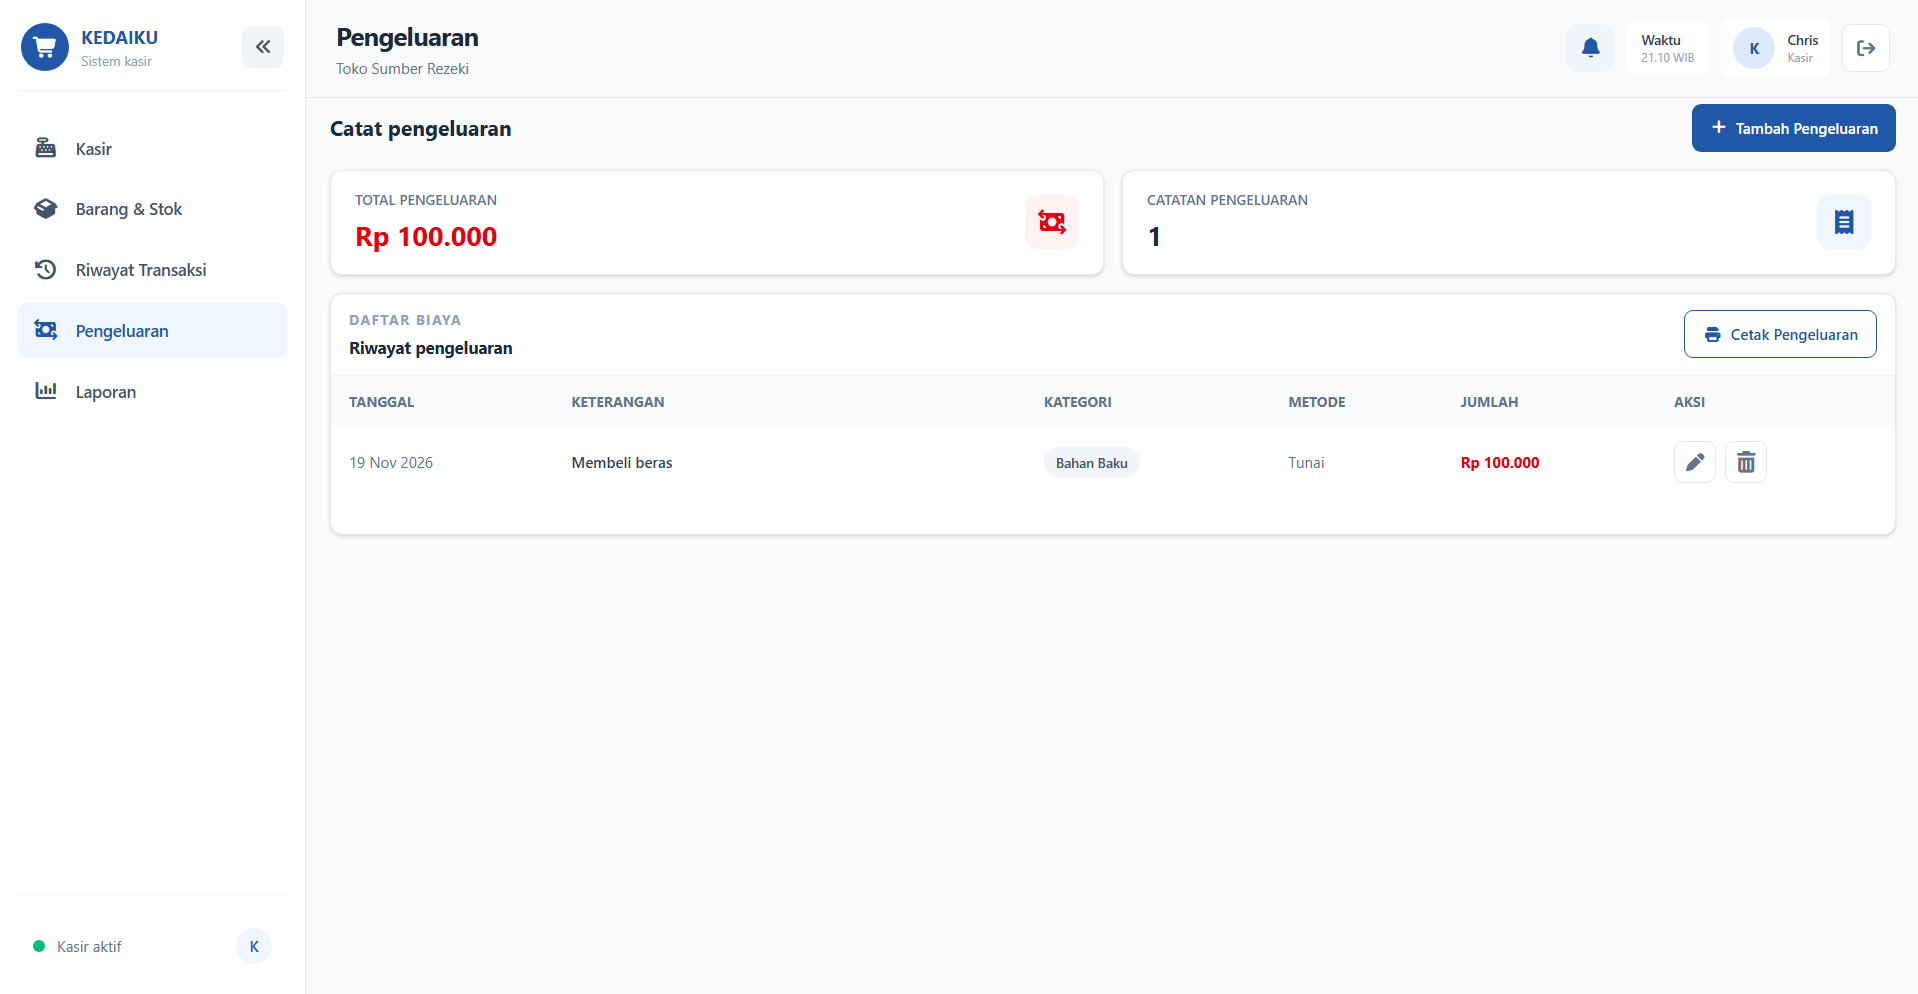 KEDAIKU
Sistem kasir
Kasir
Barang & Stok
Riwayat Transaksi
Pengeluaran
Laporan
Kasir aktif
K
Pengeluaran
Toko Sumber Rezeki
Waktu
21.10 WIB
K
Chris
Kasir
Catat pengeluaran
Tambah Pengeluaran
TOTAL PENGELUARAN
Rp 100.000
CATATAN PENGELUARAN
1
DAFTAR BIAYA
Riwayat pengeluaran
Cetak Pengeluaran
TANGGAL KETERANGAN KATEGORI METODE JUMLAH AKSI
19 Nov 2026 Membeli beras Bahan Baku Tunai Rp 100.000